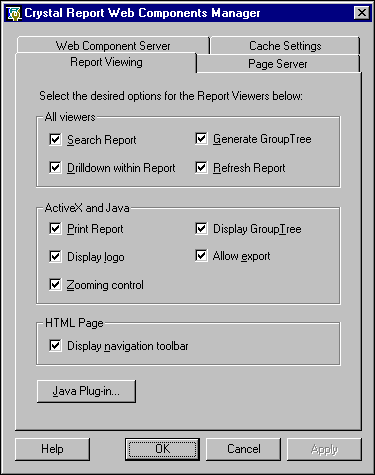 Crystal Report Web Components Manager
Web Component Server Cache Settings
Report Viewing Page Server
Select the desired options for the Report Viewers below:
All viewers
Search Report Generate GroupTree
Drilldown within Report Refresh Report
ActiveX and Java
Print Report Display GroupTree
Display logo Allow export
Zooming control
HTML Page
Display navigation toolbar
Java Plug-in...
Help OK Cancel Apply